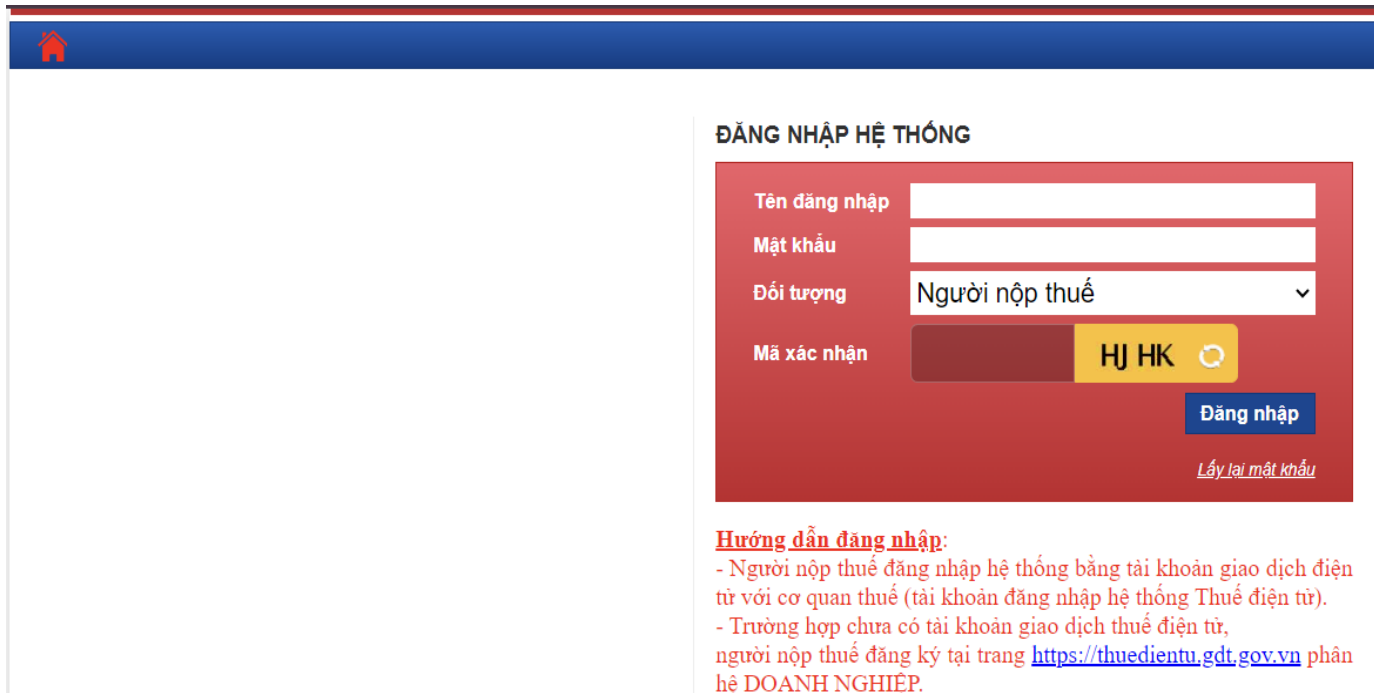 ĐĂNG NHẬP HỆ THỐNG
Tên đăng nhập
Mật khẩu
Đối tượng Người nộp thuế
Mã xác nhận HJ HK
Đăng nhập
Lấy lại mật khẩu
Hướng dẫn đăng nhập:
- Người nộp thuế đăng nhập hệ thống bằng tài khoản giao dịch điện
tử với cơ quan thuế (tài khoản đăng nhập hệ thống Thuế điện tử).
- Trường hợp chưa có tài khoản giao dịch thuế điện tử,
người nộp thuế đăng ký tại trang https://thuedientu.gdt.gov.vn phân
hệ DOANH NGHIỆP.